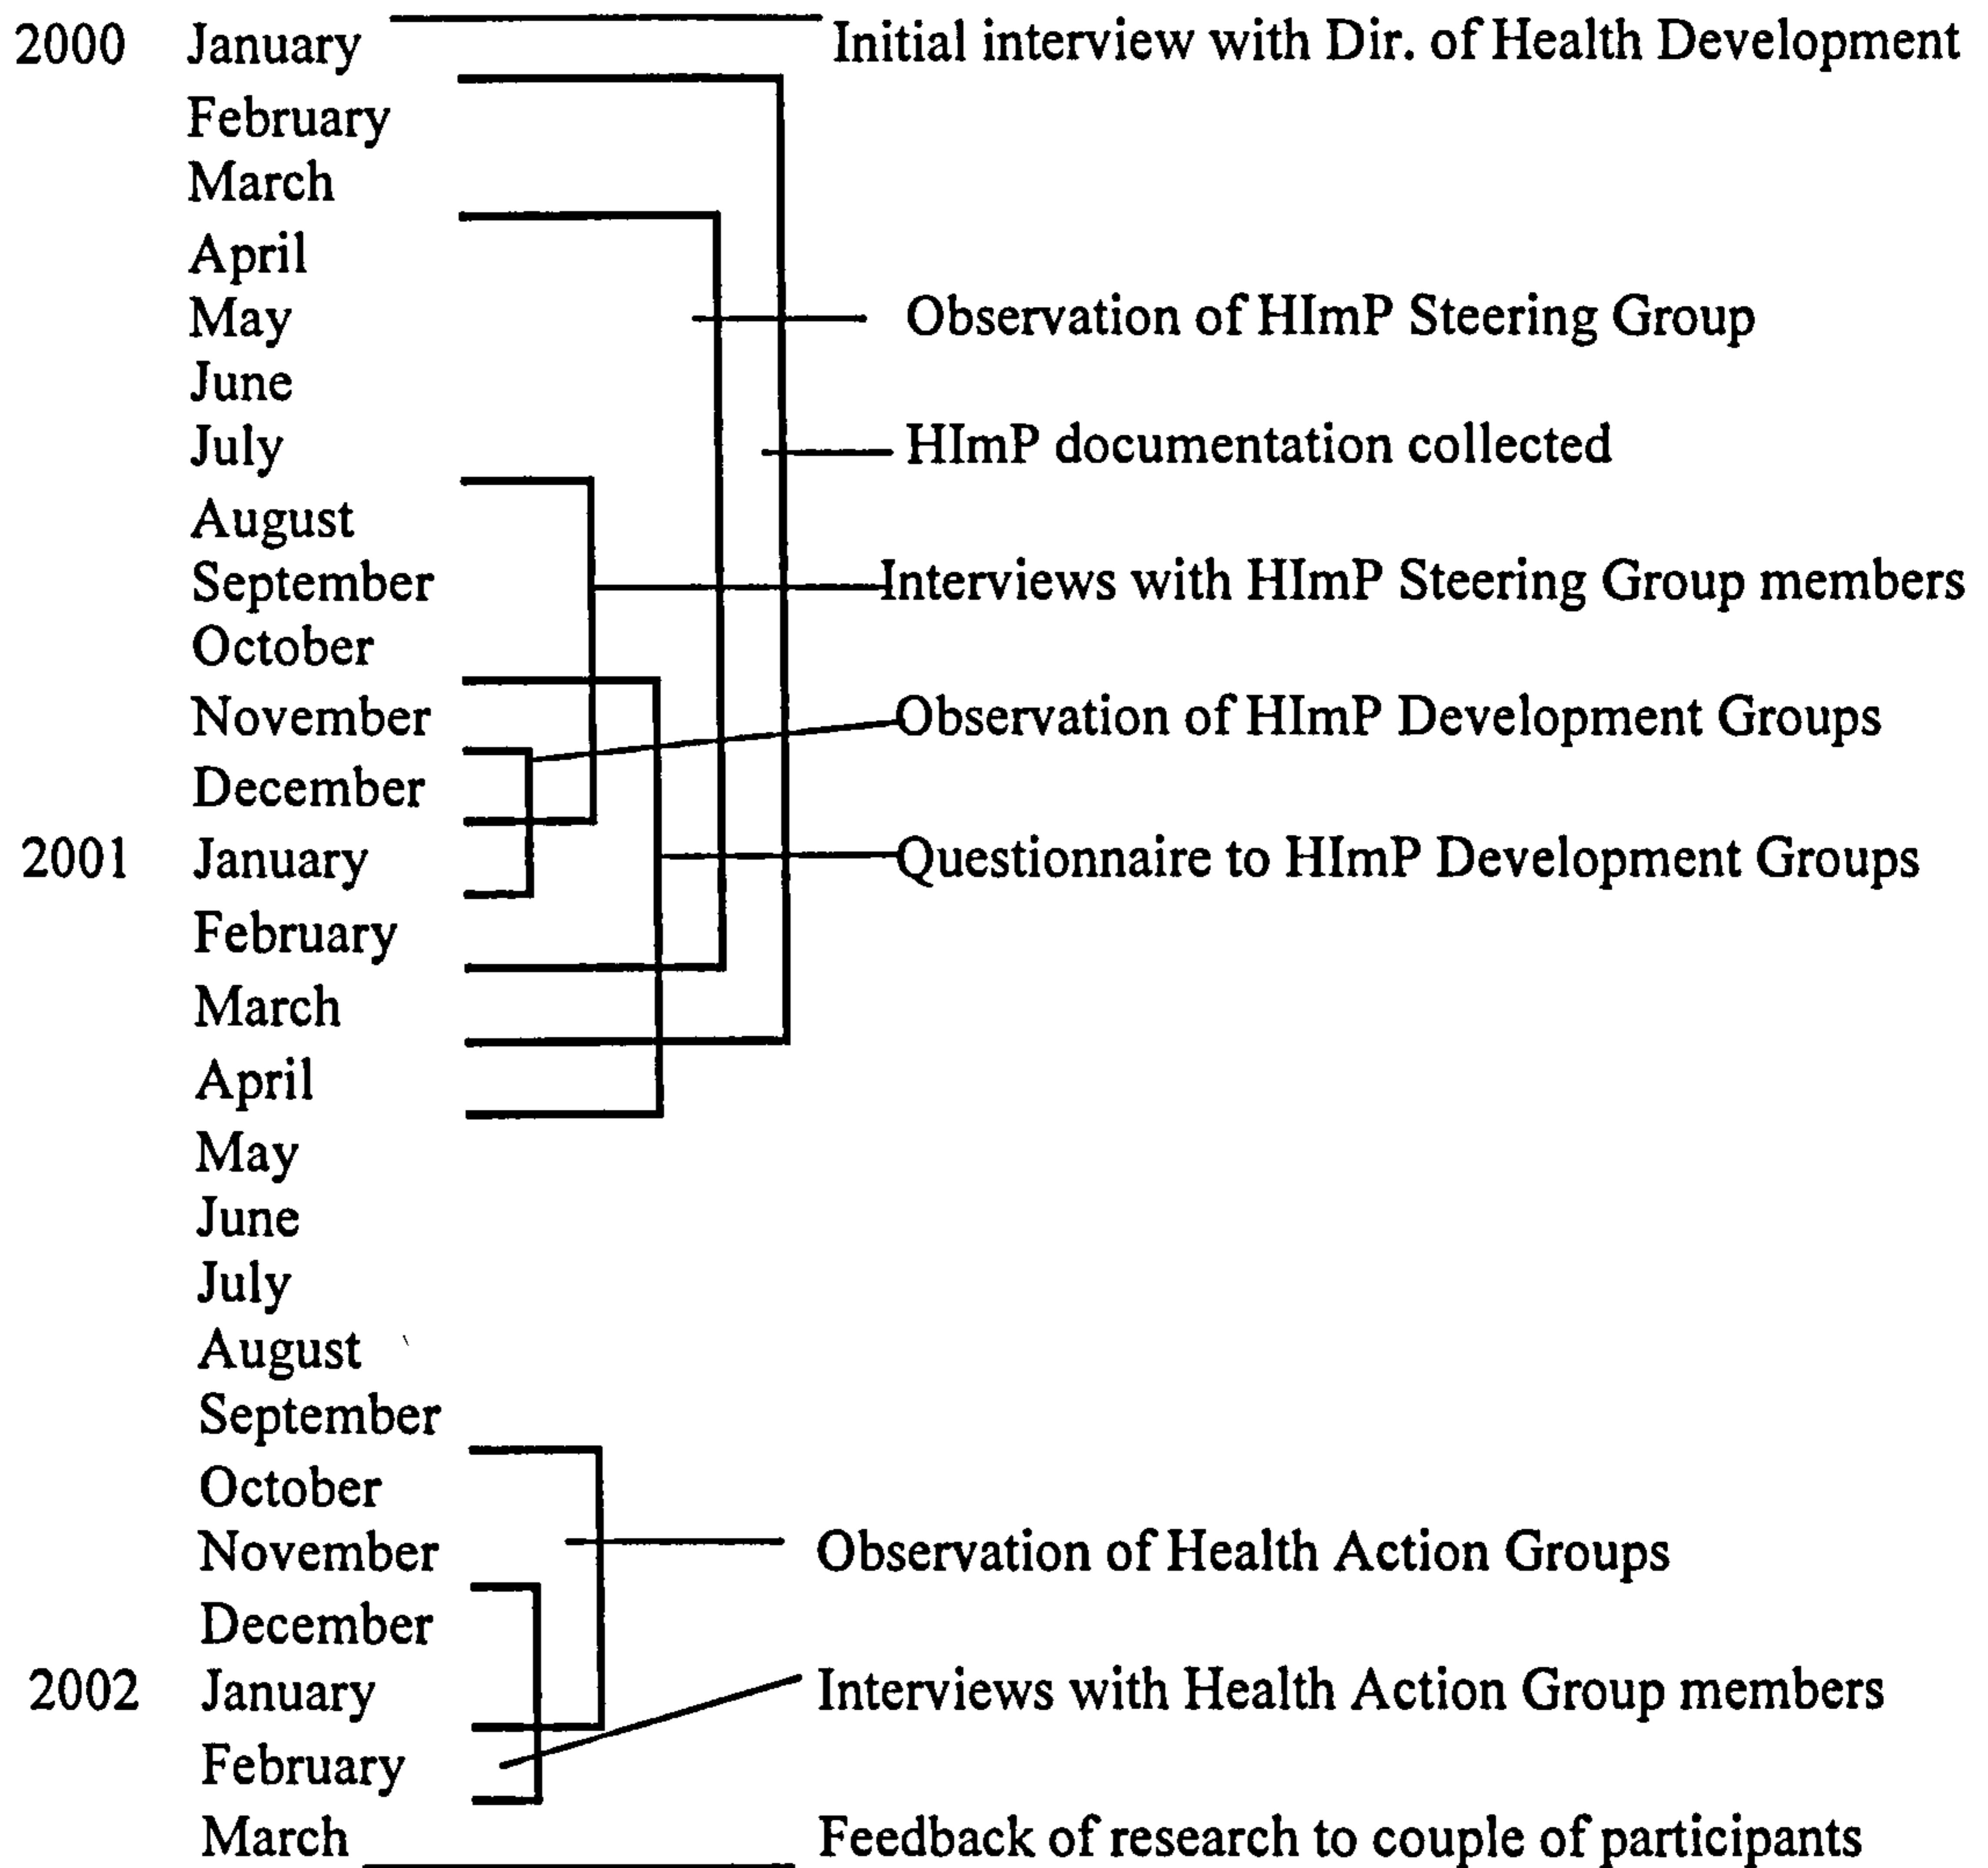 2000 January Initial interview with Dir. of Health Development
February
March
April
May Observation of HImP Steering Group
June
July HImP documentation collected
August
September Interviews with HImP Steering Group members
October
November Observation of HImP Development Groups
December
2001 January Questionnaire to HImP Development Groups
February
March
April
May
June
July
August
September
October
November Observation of Health Action Groups
December
2002 January Interviews with Health Action Group members
February
March Feedback of research to couple of participants